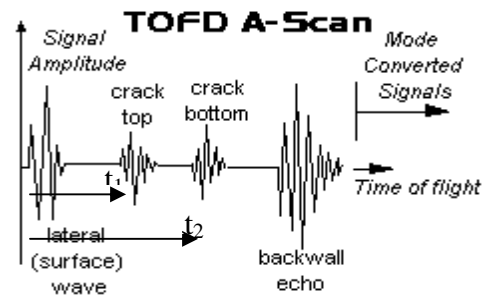 TOFD A-Scan
Signal
Amplitude
crack
top
crack
bottom
Mode
Converted
Signals
t1
t2
Time of flight
lateral
(surface)
wave
backwall
echo